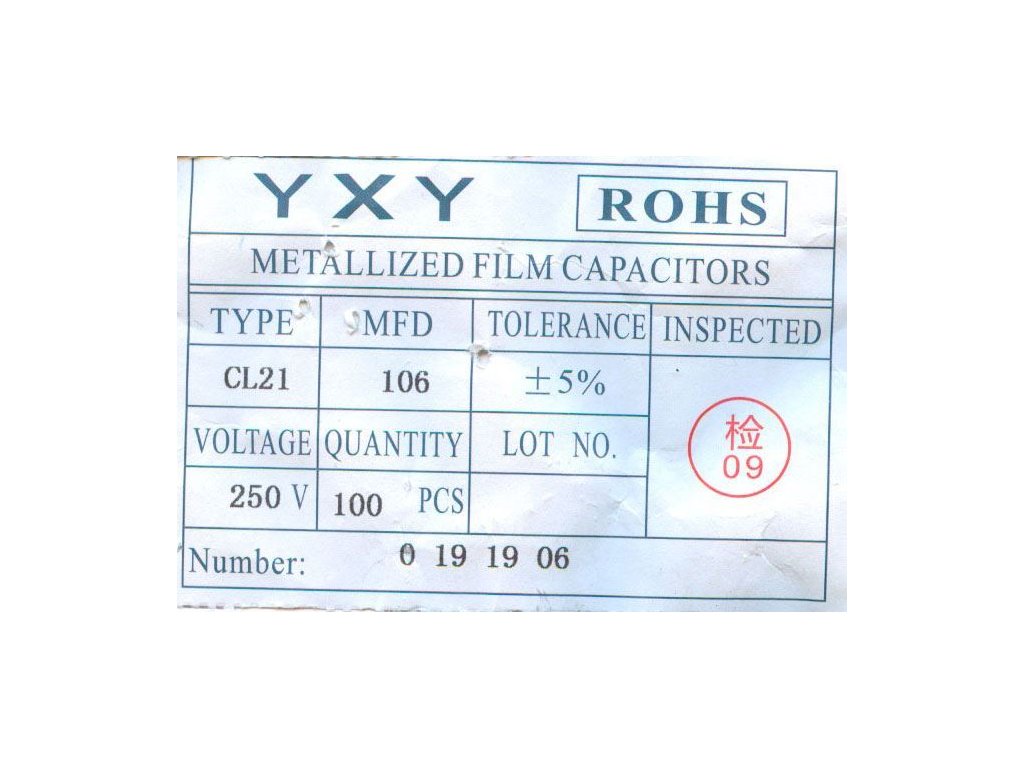 YXY ROHS
METALLIZED FILM CAPACITORS
TYPE MFD TOLERANCE INSPECTED
CL21 106 ±5%
检
09
VOLTAGE QUANTITY LOT NO.
250 V 100 PCS
Number: 0 19 19 06